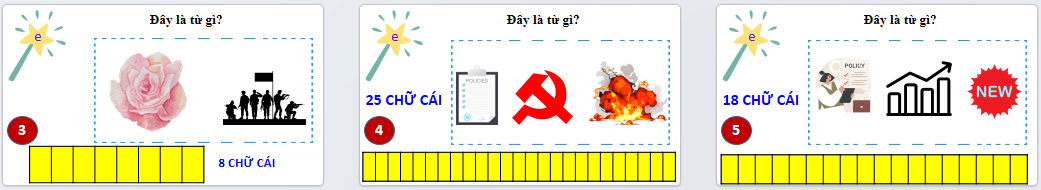 Đây là từ gì?
e
3
8 CHỮ CÁI
Đây là từ gì?
e
POLICIES
25 CHỮ CÁI
4
Đây là từ gì?
e
POLICY
18 CHỮ CÁI
NEW
5